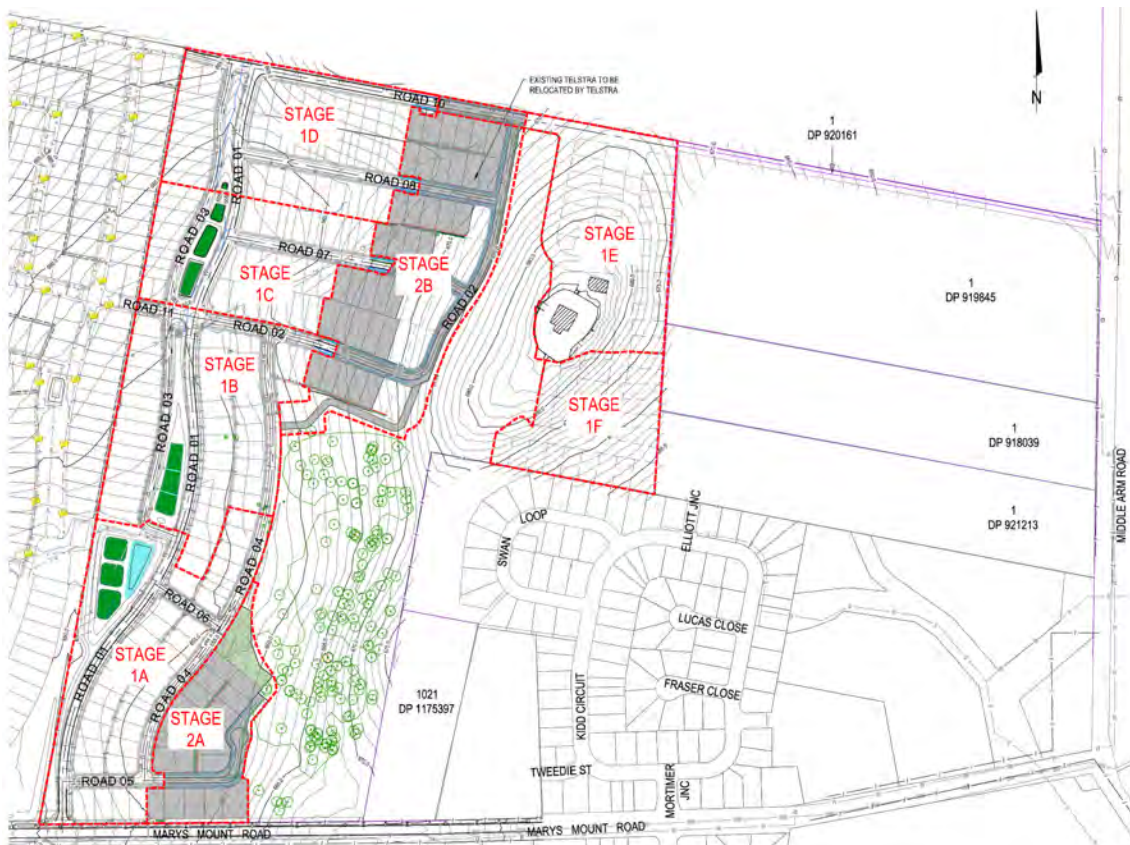 EXISTING TELSTRA TO BE
RELOCATED BY TELSTRA
N
ROAD 10
STAGE
1D
1
DP 920161
ROAD 01
ROAD 08
ROAD 03
STAGE
1E
ROAD 07
STAGE
2B
STAGE
1C
1
DP 919845
ROAD 02
ROAD 11
ROAD 02
STAGE
1B
STAGE
1F
ROAD 03
ROAD 01
1
DP 918039
MIDDLE ARM ROAD
1
DP 921213
SWAN
LOOP
ELLIOTT JNC
ROAD 04
ROAD 06
LUCAS CLOSE
STAGE
1A
ROAD 01
ROAD 04
1021
DP 1175397
FRASER CLOSE
KIDD CIRCUIT
STAGE
2A
TWEEDIE ST
MORTIMER
JNC
ROAD 05
MARYS MOUNT ROAD
MARYS MOUNT ROAD